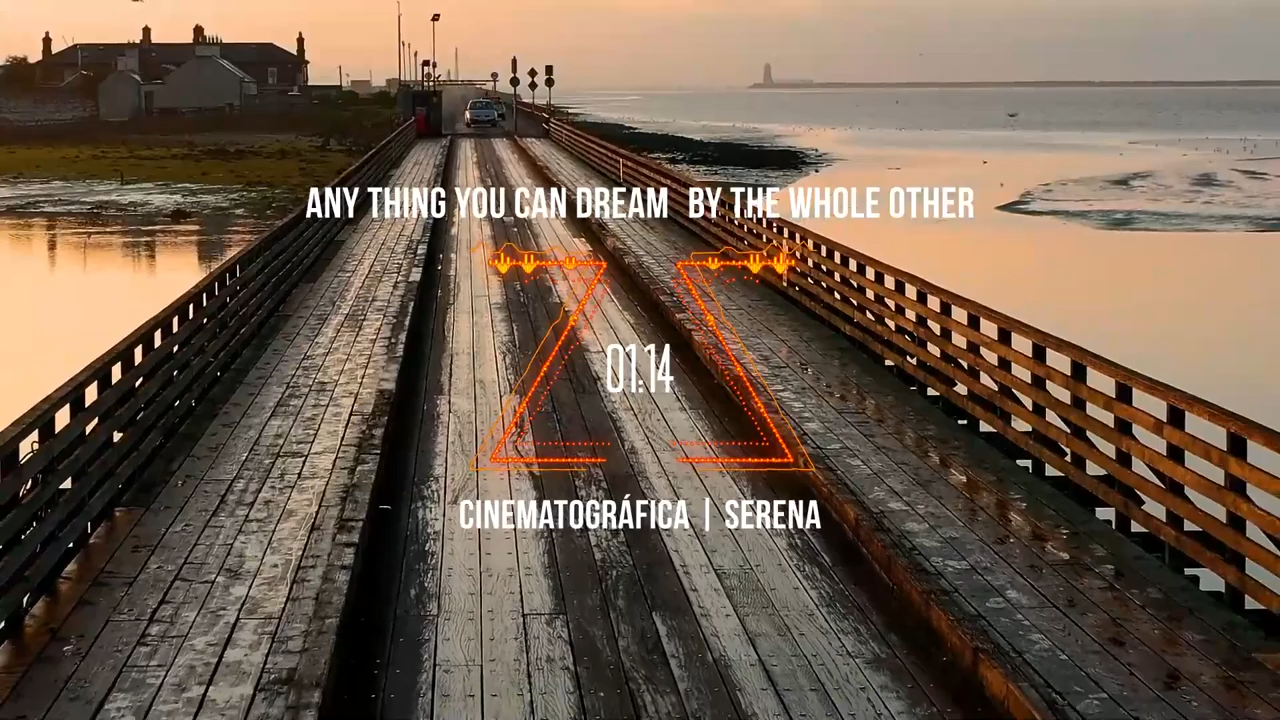 ANY THING YOU CAN DREAM BY THE WHOLE OTHER
01:14
CINEMATOGRÁFICA | SERENA